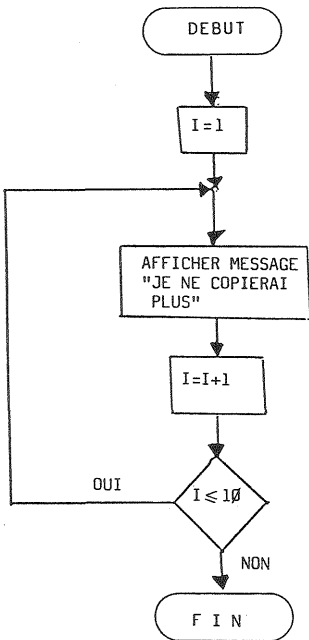 DEBUT
I=1
AFFICHER MESSAGE
"JE NE COPIERAI
PLUS"
I=I+1
OUI
I ⩽ 1Ø
NON
F I N